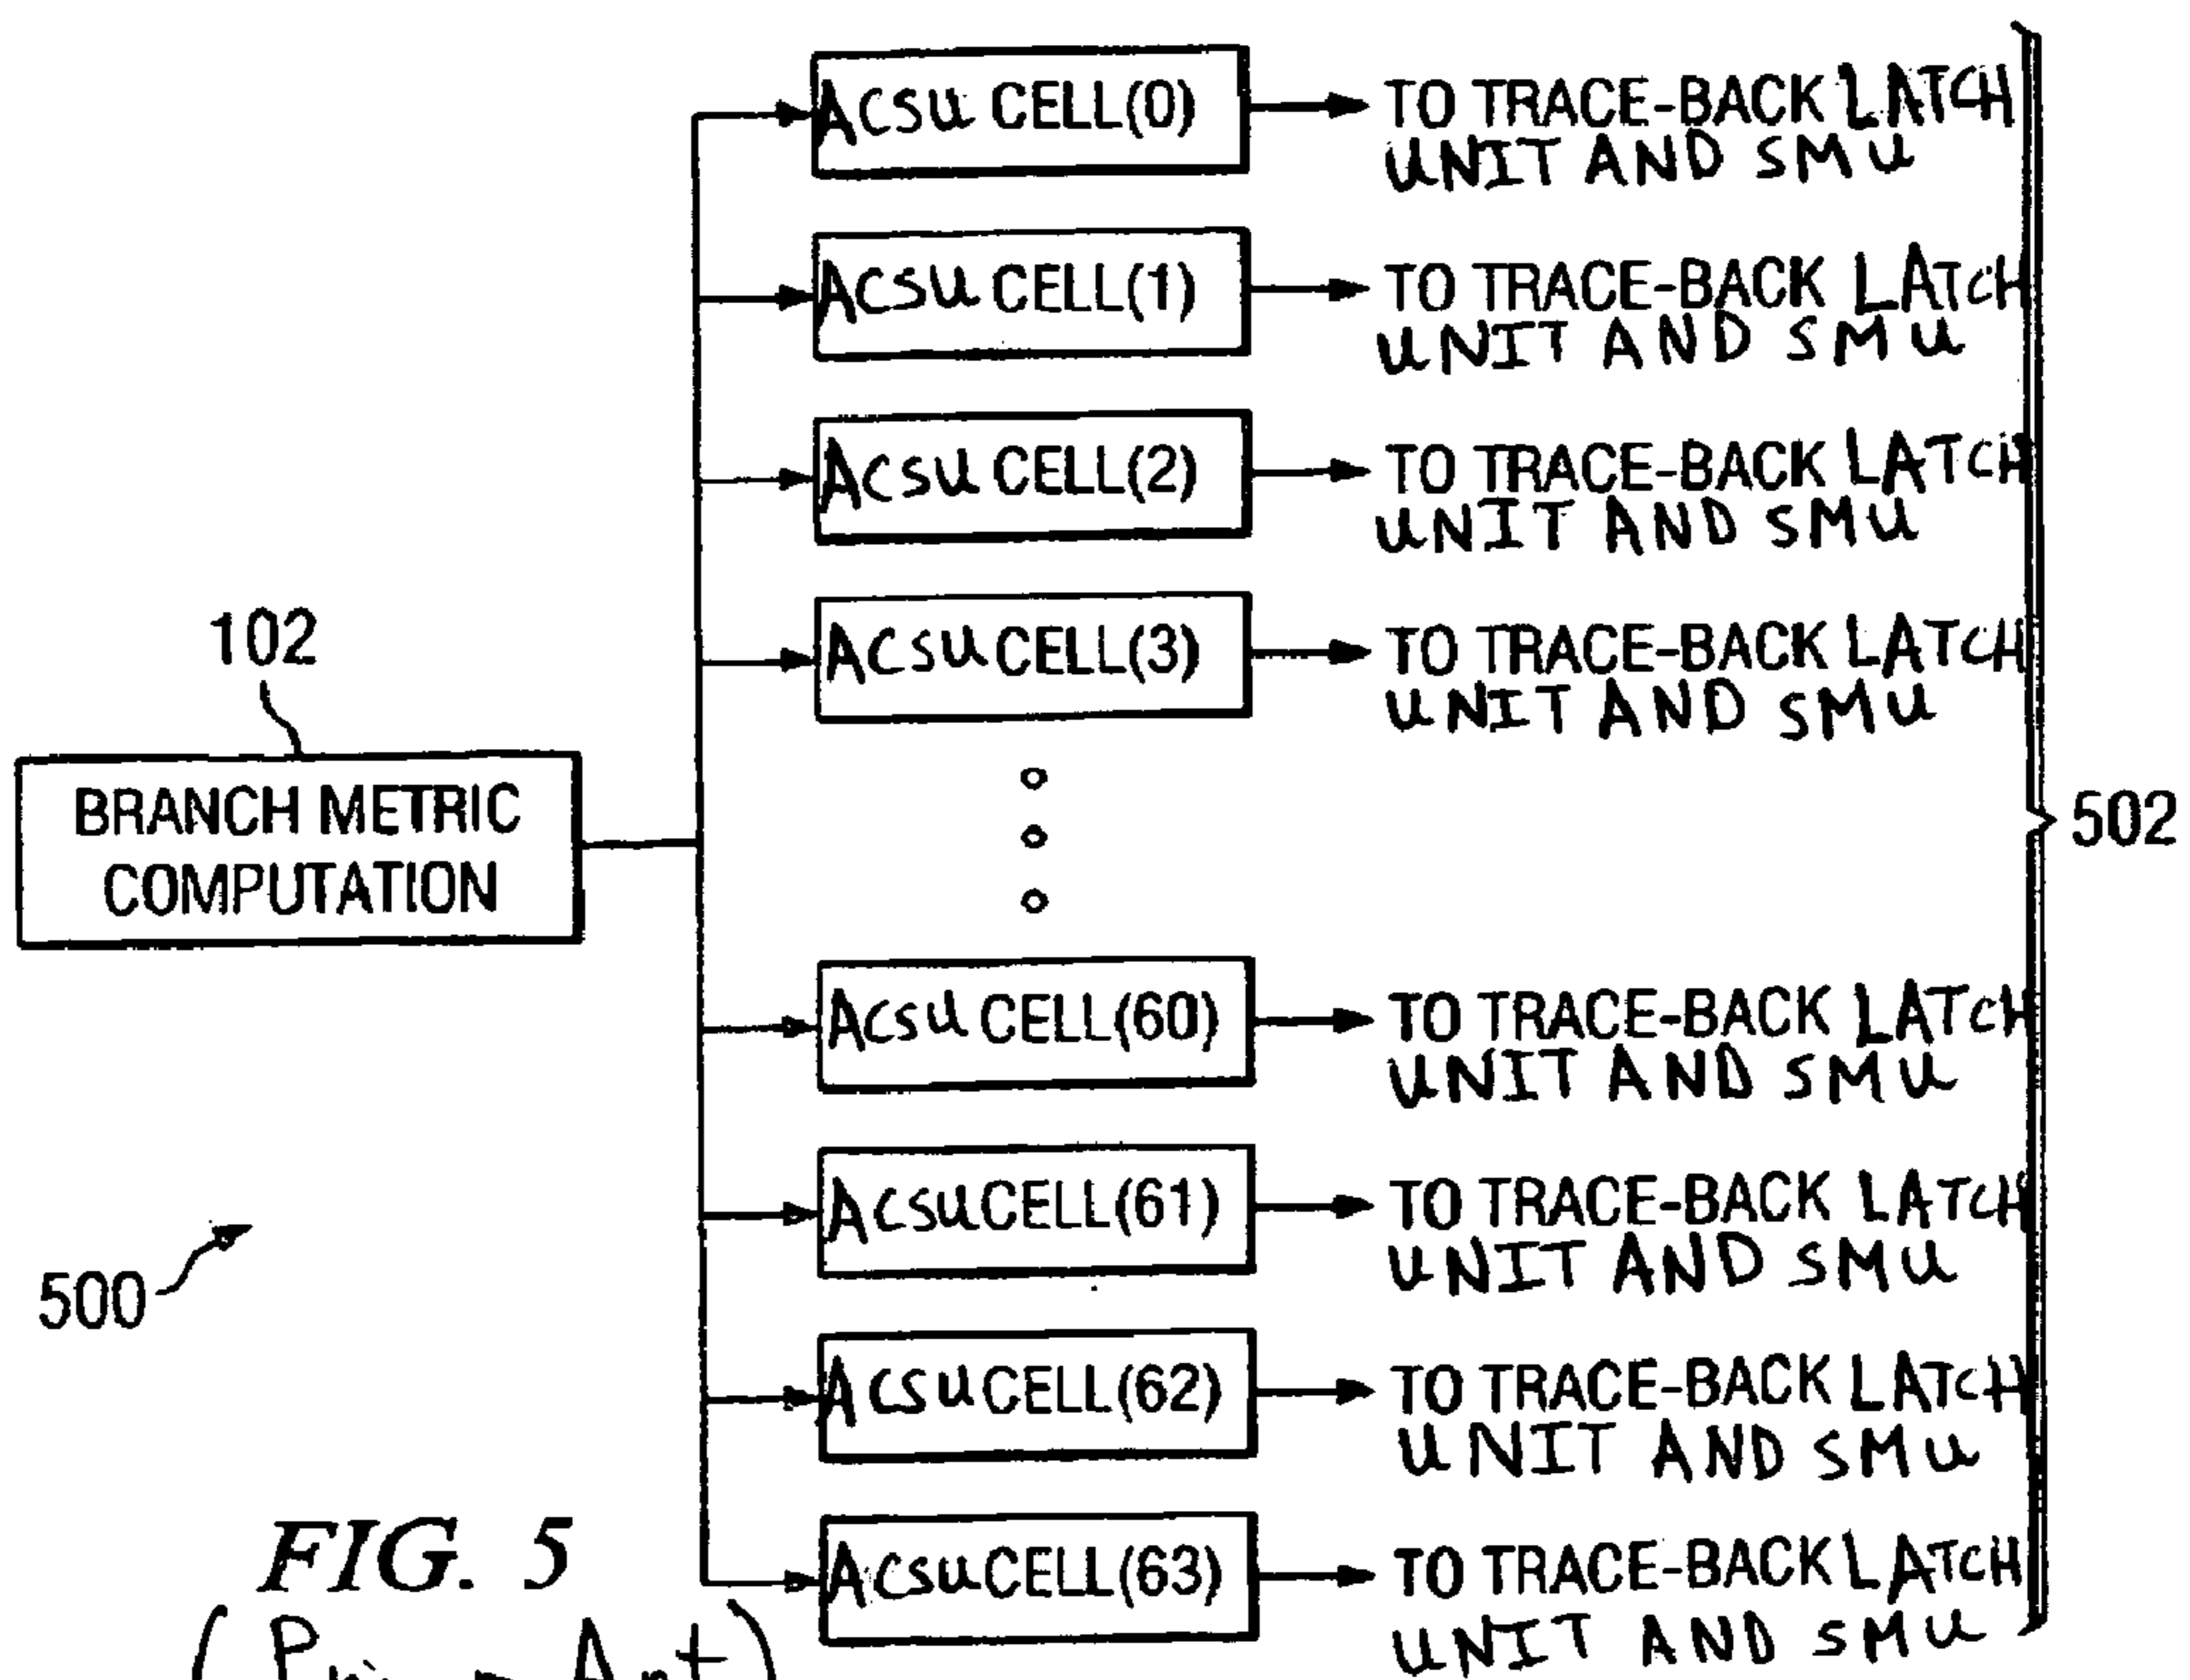 ACSU CELL(0)
TO TRACE-BACK LATCH
UNIT AND SMU
ACSU CELL(1)
TO TRACE-BACK LATCH
UNIT AND SMU
ACSU CELL(2)
TO TRACE-BACK LATCH
UNIT AND SMU
ACSU CELL(3)
TO TRACE-BACK LATCH
UNIT AND SMU
102
BRANCH METRIC
COMPUTATION
502
ACSU CELL(60)
TO TRACE-BACK LATCH
UNIT AND SMU
ACSU CELL(61)
TO TRACE-BACK LATCH
UNIT AND SMU
500
ACSU CELL(62)
TO TRACE-BACK LATCH
UNIT AND SMU
ACSU CELL(63)
TO TRACE-BACK LATCH
UNIT AND SMU
FIG. 5
(Prior Art)